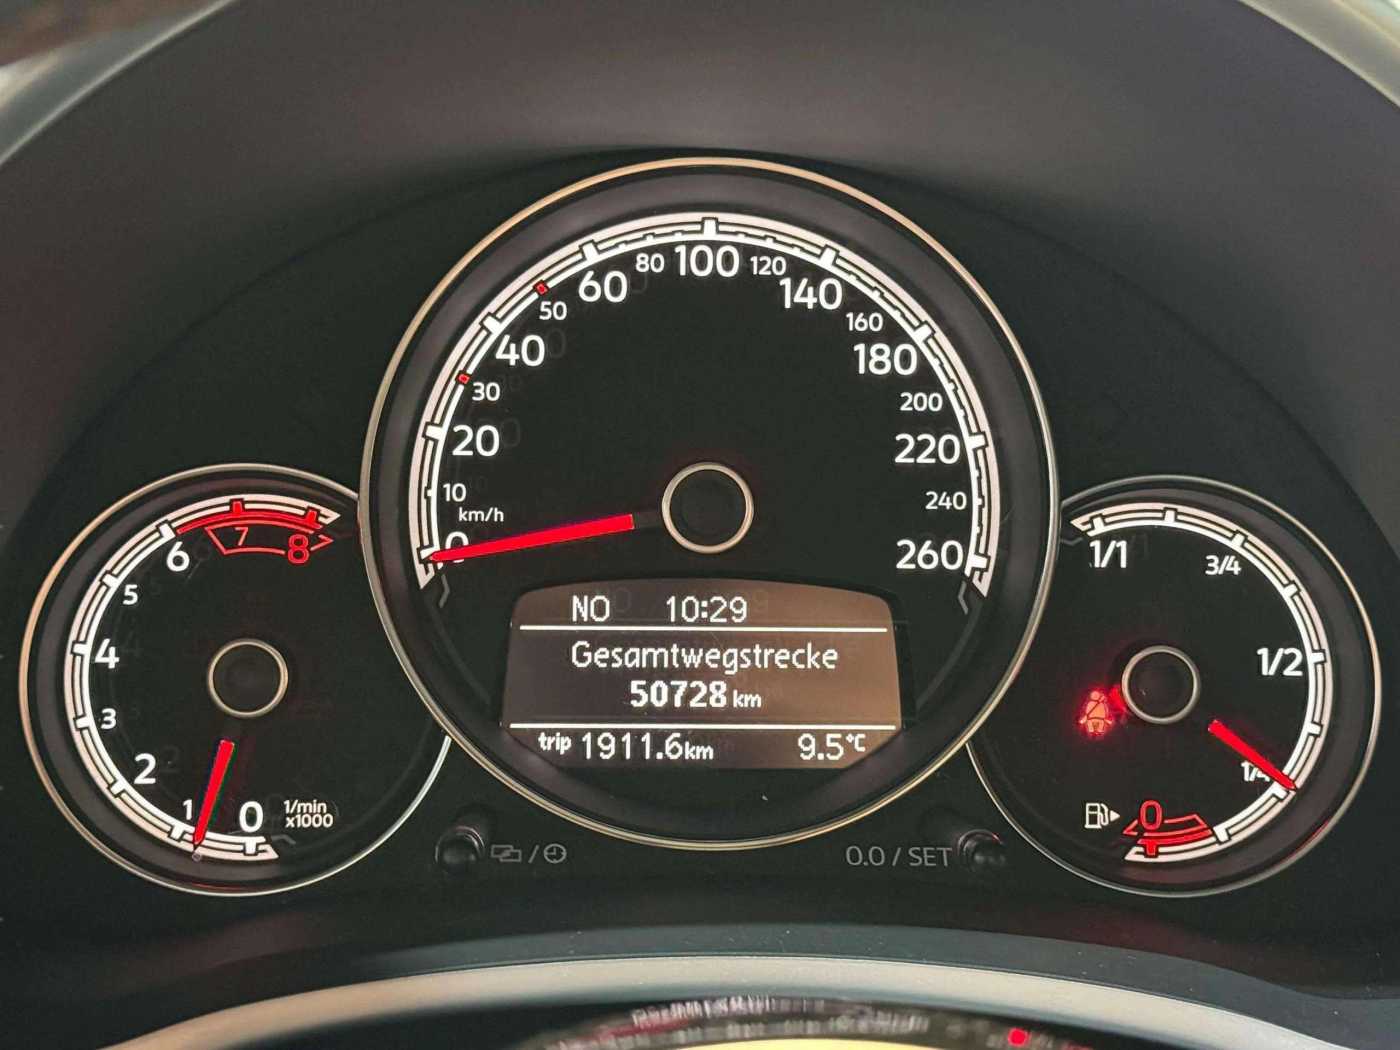 80 100 120
60 140
50 160
40 180
30 200
20 220
10 240
km/h
0 260
NO 10:29
Gesamtwegstrecke
50728 km
trip 1911.6km 9.5°C
7
6 8
5
4
3
2
1 0 1/min
x1000
1/1
3/4
1/2
1/4
0
0.0 / SET